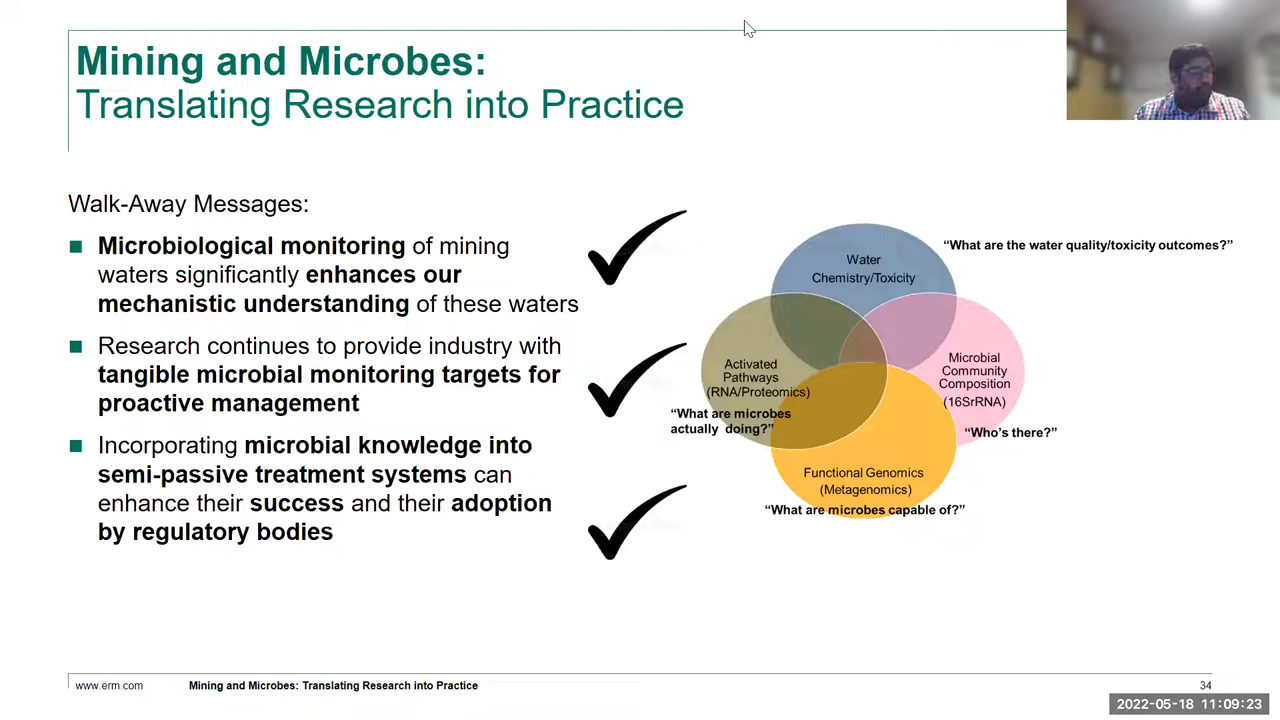 Mining and Microbes:
Translating Research into Practice
Walk-Away Messages:
Microbiological monitoring of mining
waters significantly enhances our
mechanistic understanding of these waters
Research continues to provide industry with
tangible microbial monitoring targets for
proactive management
Incorporating microbial knowledge into
semi-passive treatment systems can
enhance their success and their adoption
by regulatory bodies
“What are the water quality/toxicity outcomes?”
Water
Chemistry/Toxicity
Activated
Pathways
(RNA/Proteomics)
“What are microbes
actually doing?”
Microbial
Community
Composition
(16SrRNA)
“Who’s there?”
Functional Genomics
(Metagenomics)
“What are microbes capable of?”
www.erm.com
Mining and Microbes: Translating Research into Practice
34
2022-05-18 11:09:23